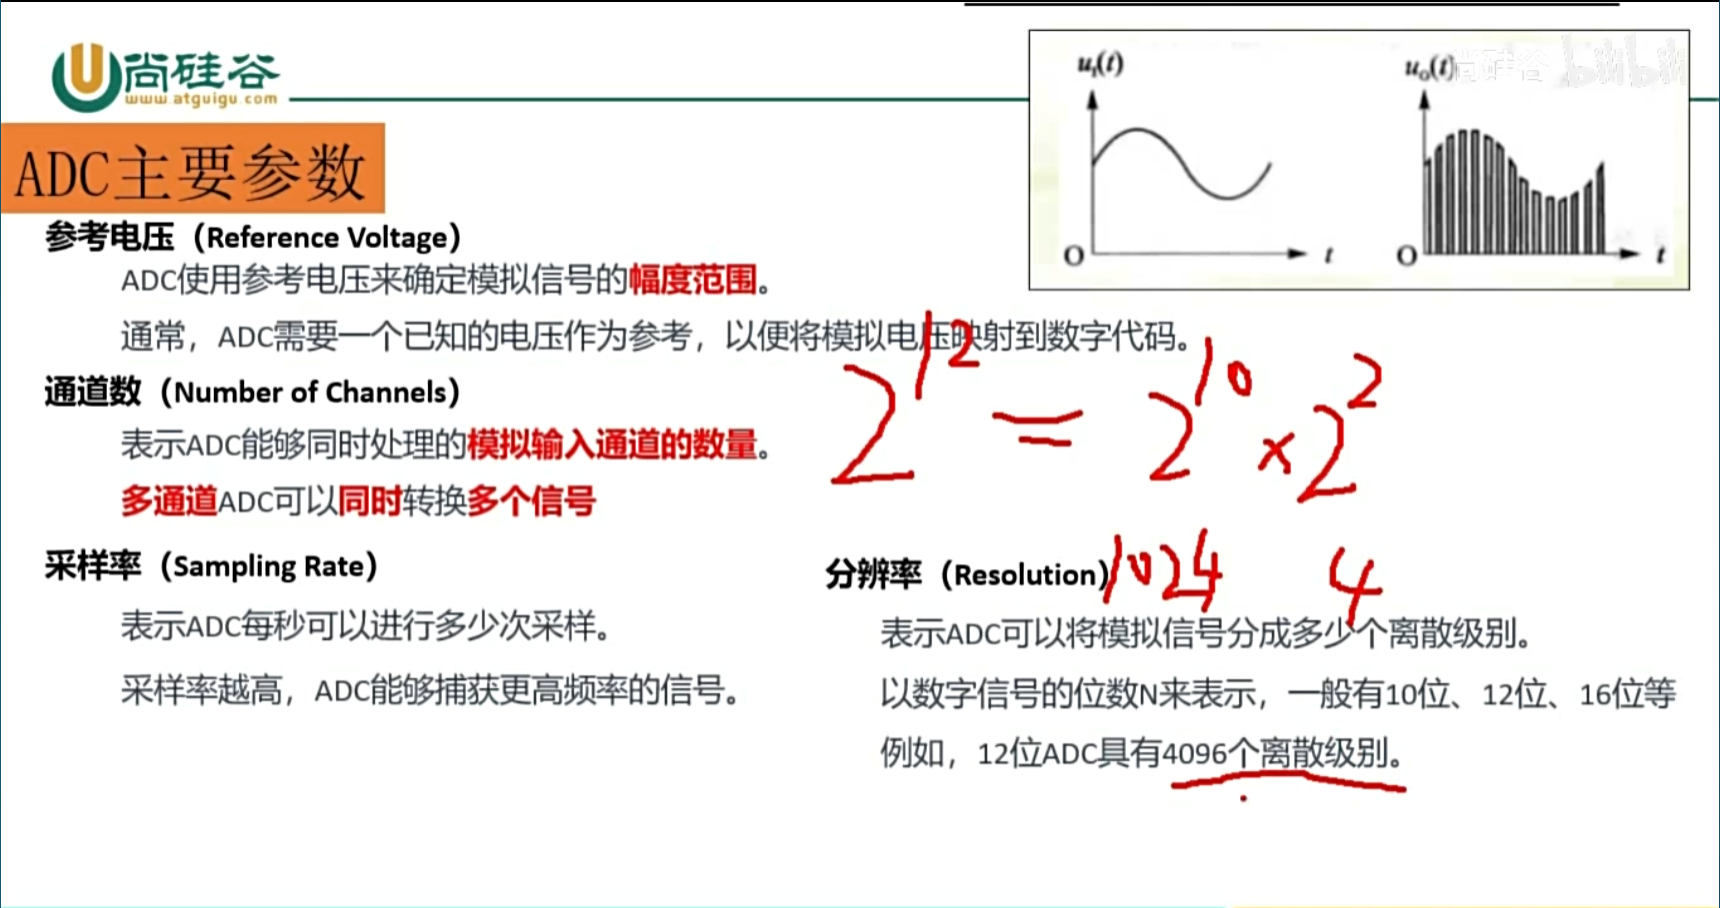 尚硅谷
www.atguigu.com
uᵢ(t)
O
t
uₒ(t)
尚硅谷 bilibili
O
t
ADC主要参数
参考电压（Reference Voltage）
ADC使用参考电压来确定模拟信号的幅度范围。
通常，ADC需要一个已知的电压作为参考，以便将模拟电压映射到数字代码。
通道数（Number of Channels）
表示ADC能够同时处理的模拟输入通道的数量。
多通道ADC可以同时转换多个信号
采样率（Sampling Rate）
表示ADC每秒可以进行多少次采样。
采样率越高，ADC能够捕获更高频率的信号。
2¹² = 2¹⁰ × 2²
1024 4
分辨率（Resolution）
表示ADC可以将模拟信号分成多少个离散级别。
以数字信号的位数N来表示，一般有10位、12位、16位等
例如，12位ADC具有4096个离散级别。